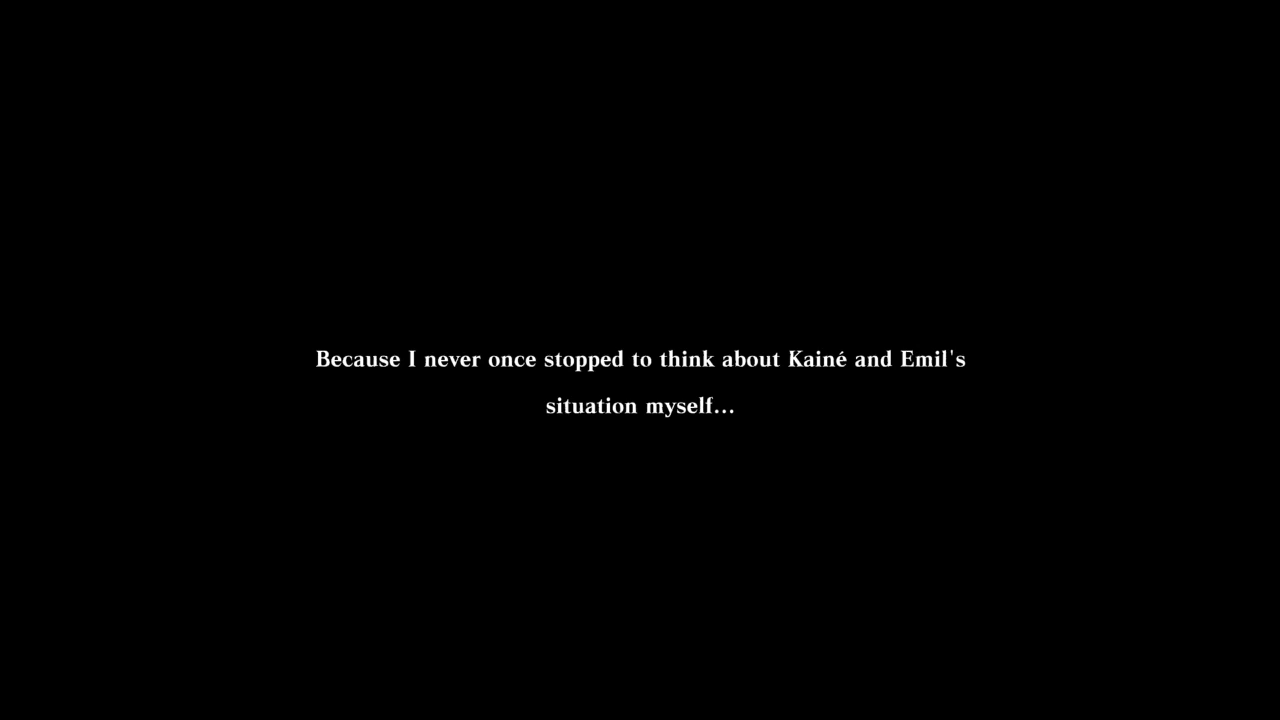 Because I never once stopped to think about Kainé and Emil's
situation myself...